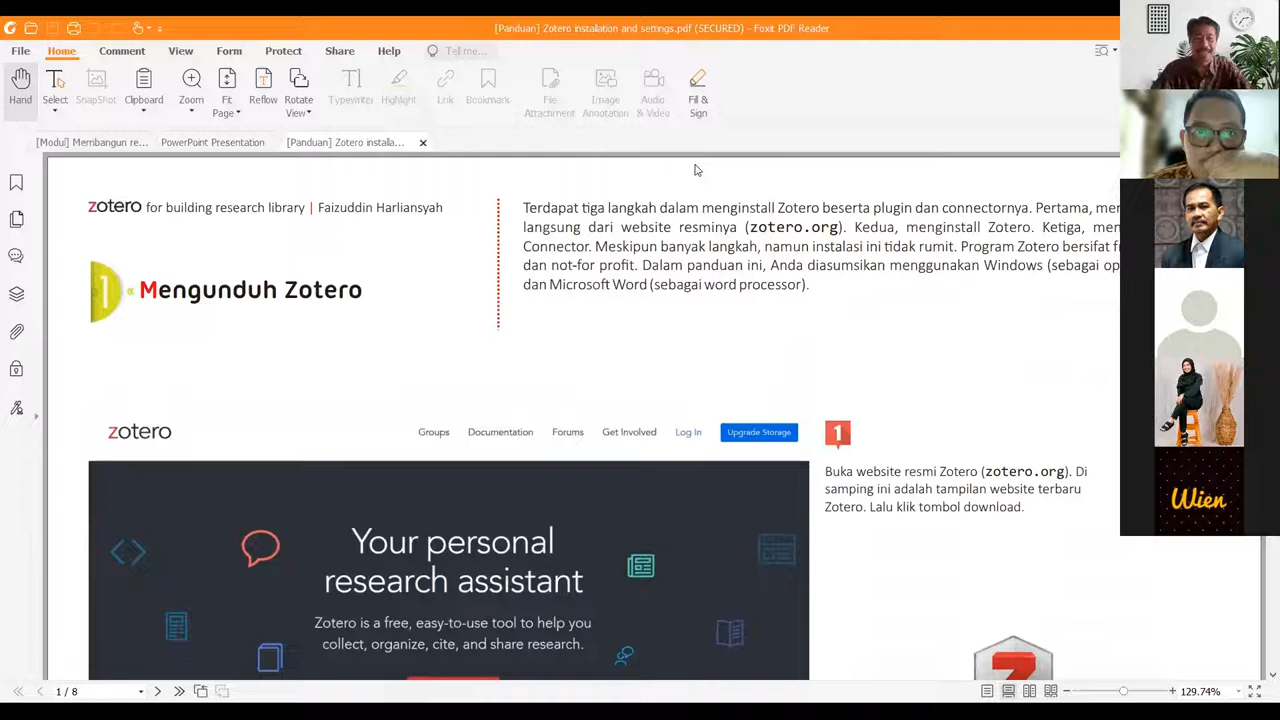 [Panduan] Zotero installation and settings.pdf (SECURED) - Foxit PDF Reader
File Home Comment View Form Protect Share Help Tell me...
Hand
Select
SnapShot
Clipboard
Zoom
Fit Page
Reflow
Rotate View
Typewriter
Highlight
Link
Bookmark
File Attachment
Image Annotation
Audio & Video
Fill & Sign
[Modul] Membangun re... PowerPoint Presentation [Panduan] Zotero installa...
zotero for building research library | Faizuddin Harliansyah
1 « Mengunduh Zotero
Terdapat tiga langkah dalam menginstall Zotero beserta plugin dan connectornya. Pertama,
langsung dari website resminya (zotero.org). Kedua, menginstall Zotero. Ketiga,
Connector. Meskipun banyak langkah, namun instalasi ini tidak rumit. Program Zotero bersifat
dan not-for profit. Dalam panduan ini, Anda diasumsikan menggunakan Windows (sebagai
dan Microsoft Word (sebagai word processor).
zotero Groups Documentation Forums Get Involved Log In Upgrade Storage
Your personal
research assistant
Zotero is a free, easy-to-use tool to help you
collect, organize, cite, and share research.
1
Buka website resmi Zotero (zotero.org). Di
samping ini adalah tampilan website terbaru
Zotero. Lalu klik tombol download.
Wien
1 / 8
129.74%